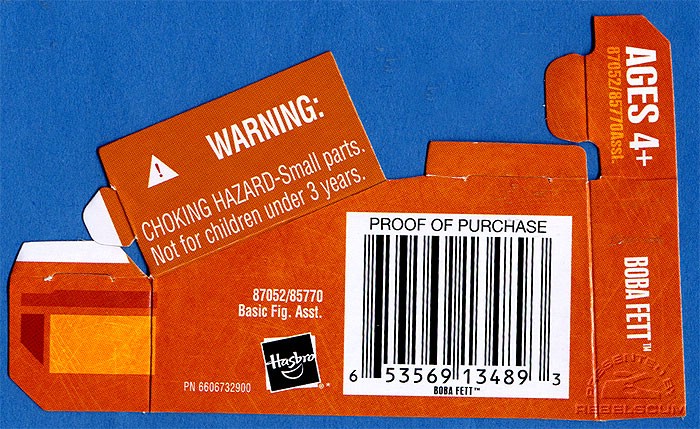 AGES 4+
87052/85770Asst.
WARNING:
CHOKING HAZARD-Small parts.
Not for children under 3 years.
PROOF OF PURCHASE
BOBA FETT™
87052/85770
Basic Fig. Asst.
Hasbro
®*
PN 6606732900
6 53569 13489 3
BOBA FETT™
PRESENTED BY
REBELSCUM